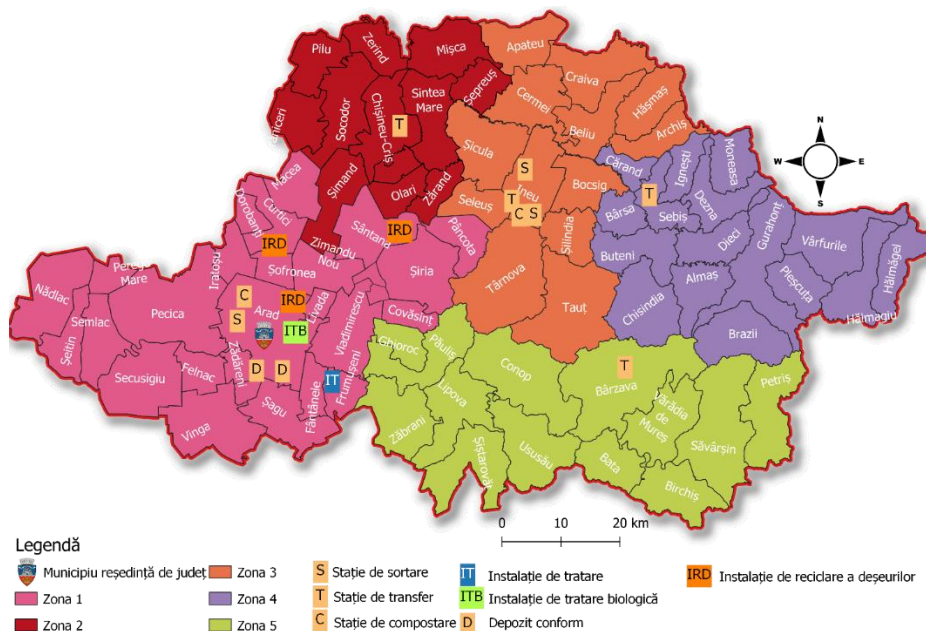 Pilu
Zerind
Mișca
Apateu
Craiva
Socodor
Chișineu-Criș
Sintea
Mare
Sepreuș
Cermei
Hășmaș
Beliu
Archiș
T
Șicula
Macea
Șimand
Olari
Zărand
Seleuș
S
T
Ineu
C S
Bocsig
Cărand
Ignești
Moneasa
T
Bârsa
Sebiș
Dezna
Dorobanți
Curtici
Zimandu
Nou
Sântana
IRD
Pâncota
Silindia
Buteni
Dieci
Gurahonț
Vârfurile
Hălmăgel
Iratoșu
IRD
Șofronea
Șiria
Târnova
Almaș
Pleșcuța
Chisindia
Hălmagiu
Nădlac
Mare
Semlac
Pecica
Șeitin
C
S
Arad
IRD
ITB
Livada
Vladimirescu
Covăsinț
Tauț
Brazii
Zădăreni
D
D
IT
Frumușeni
Ghioroc
Păuliș
Conop
T
Bârzava
Petriș
Secusigiu
Felnac
Șagu
Fântânele
Lipova
Vărădia
de
Mureș
Săvârșin
Vinga
Zăbrani
Șiștarovăț
Ususău
Bata
Birchiș
N
W
E
S
0 10 20 km
Legendă
Municipiu reședință de județ
Zona 1
Zona 2
Zona 3
Zona 4
Zona 5
S Stație de sortare
T Stație de transfer
C Stație de compostare
IT Instalație de tratare
ITB Instalație de tratare biologică
D Depozit conform
IRD Instalație de reciclare a deșeurilor